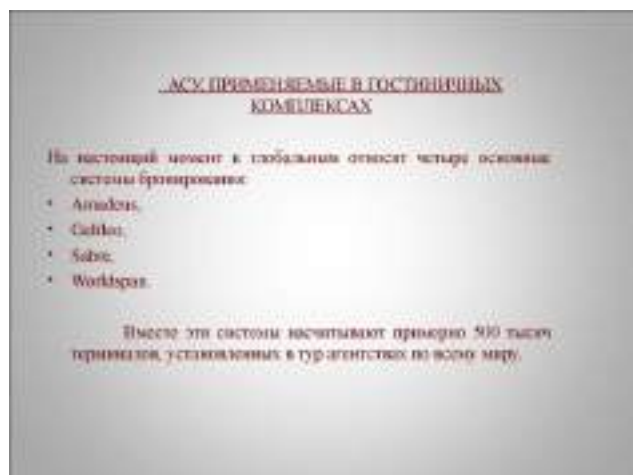 АСУ, ПРИМЕНЯЕМЫЕ В ГОСТИНИЧНЫХ
КОМПЛЕКСАХ
На настоящий момент к глобальным относят четыре основные
системы бронирования:
• Amadeus,
• Galileo,
• Sabre,
• Worldspan.
Вместе эти системы насчитывают примерно 500 тысяч
терминалов, установленных в тур агентствах по всему миру.